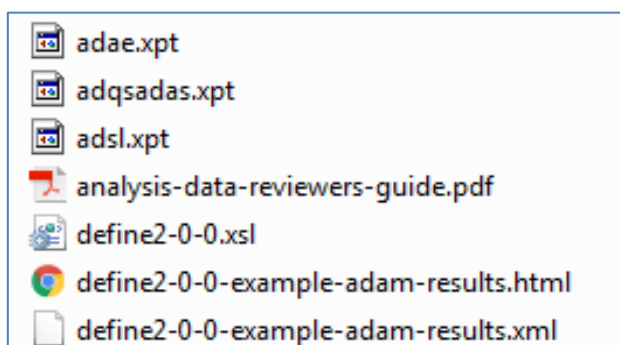 adae.xpt
adqsadas.xpt
adsl.xpt
analysis-data-reviewers-guide.pdf
define2-0-0.xsl
define2-0-0-example-adam-results.html
define2-0-0-example-adam-results.xml